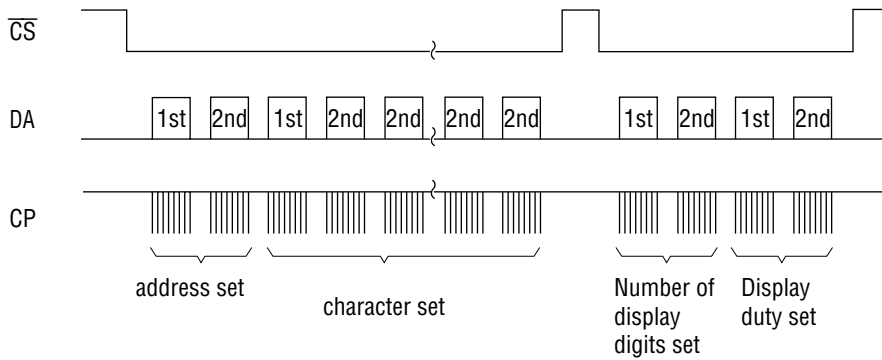 CS
DA 1st 2nd 1st 2nd 2nd 2nd 2nd 1st 2nd 1st 2nd
CP
address set
character set
Number of
display
digits set
Display
duty set